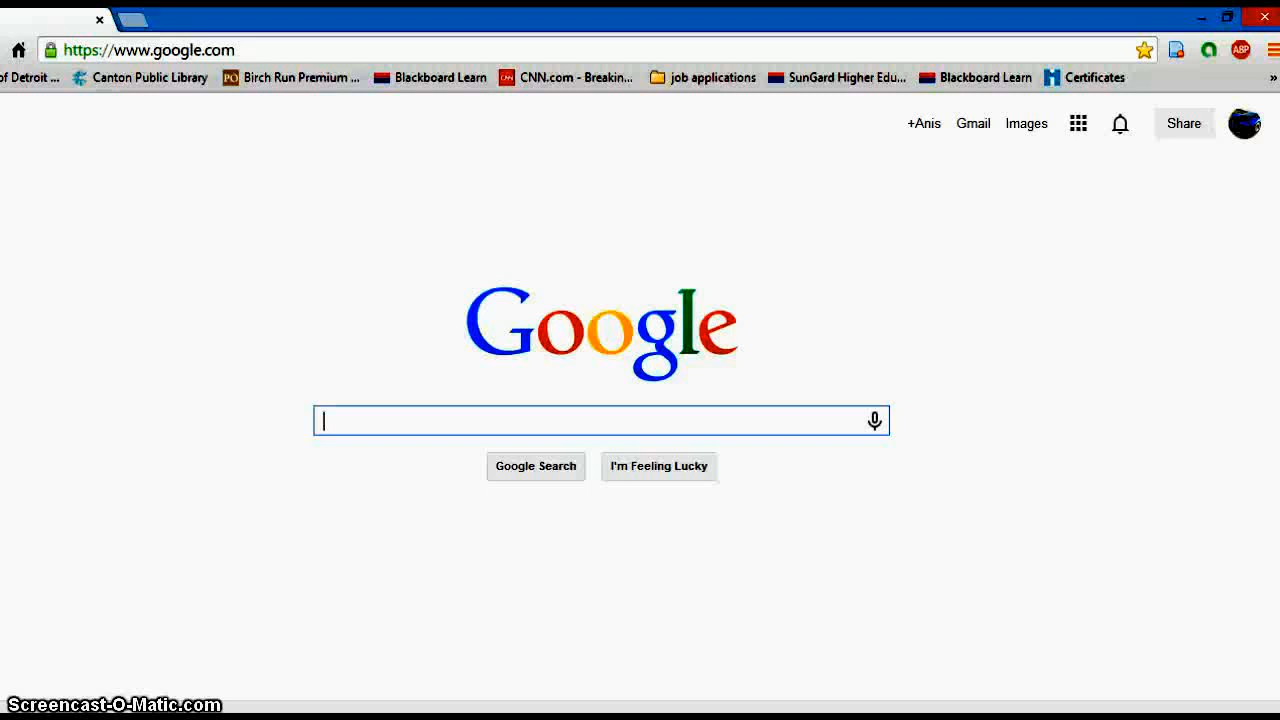 https://www.google.com
of Detroit ... Canton Public Library Birch Run Premium ... Blackboard Learn CNN CNN.com - Breakin... job applications SunGard Higher Edu... Blackboard Learn Certificates »
+Anis Gmail Images Share
Google
Google Search I'm Feeling Lucky
Screencast-O-Matic.com